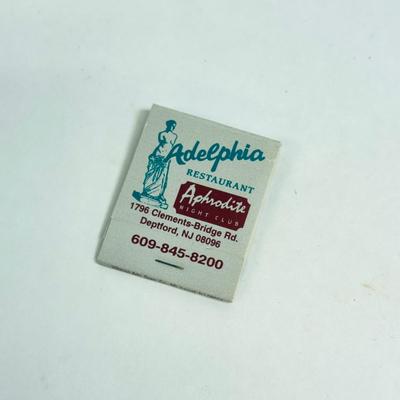 Adelphia
RESTAURANT
Aphrodite
NIGHT CLUB
1796 Clements-Bridge Rd.
Deptford, NJ 08096
609-845-8200